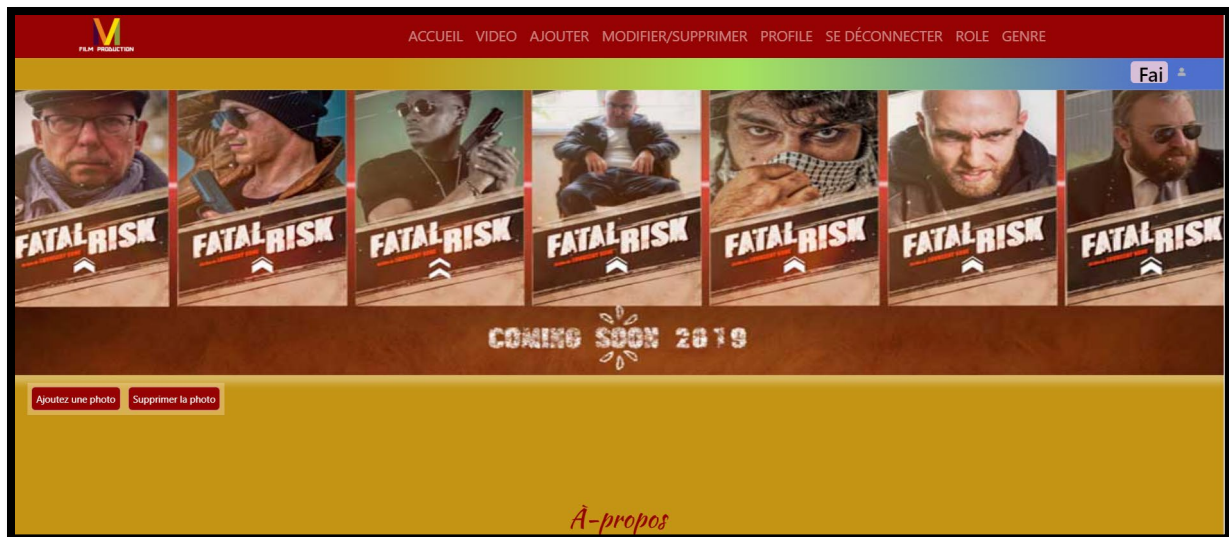 FILM PRODUCTION
ACCUEIL VIDEO AJOUTER MODIFIER/SUPPRIMER PROFILE SE DÉCONNECTER ROLE GENRE
Fai
FATAL RISK FATAL RISK FATAL RISK FATAL RISK FATAL RISK FATAL RISK FATAL RISK
COMING SOON 2019
Ajoutez une photo Supprimer la photo
À-propos